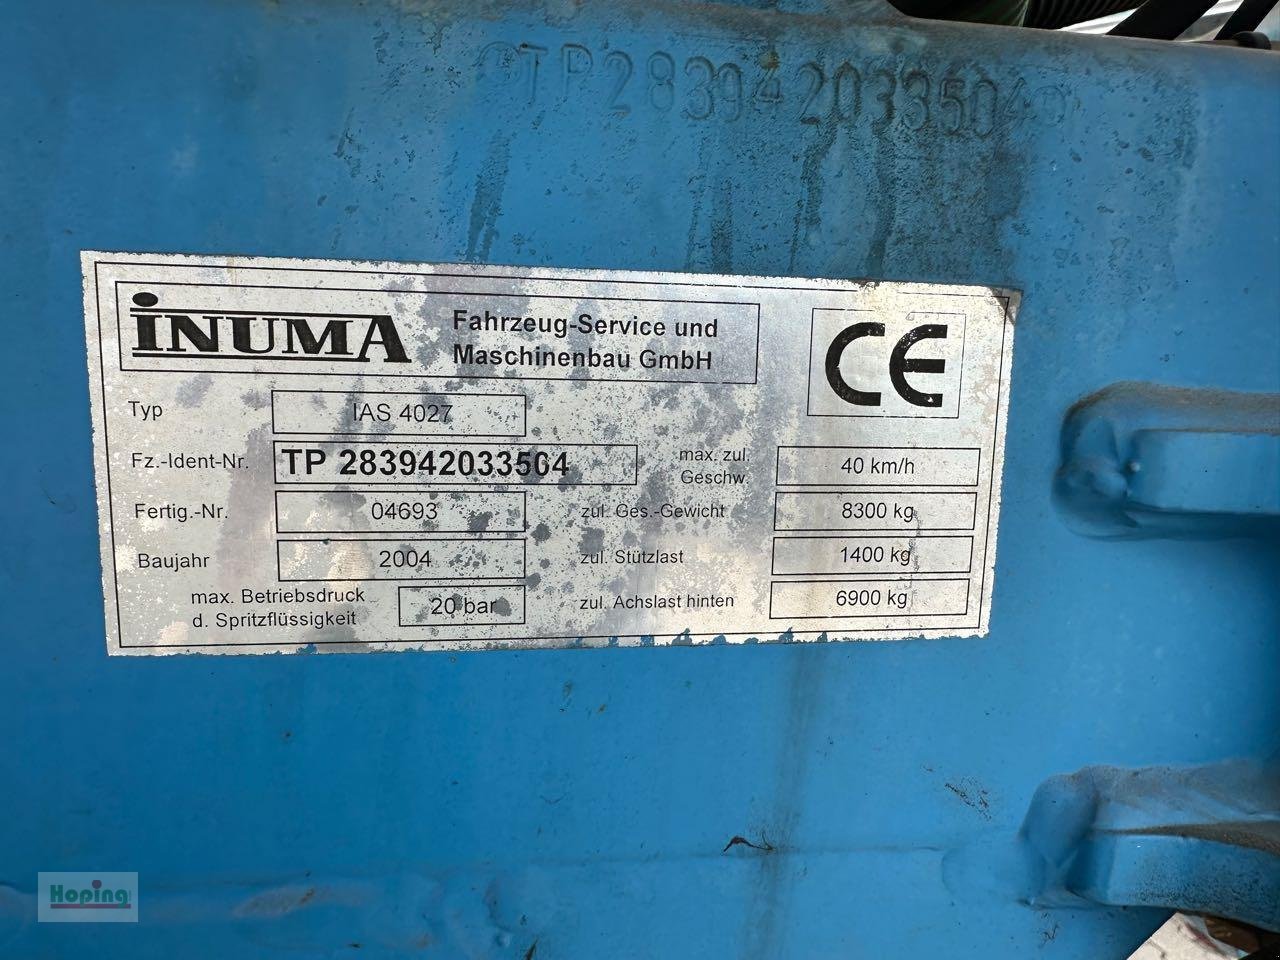 TP283942033504
INUMA
Fahrzeug-Service und
Maschinenbau GmbH
CE
Typ IAS 4027
Fz.-Ident-Nr. TP 283942033504
Fertig.-Nr. 04693
Baujahr 2004
max. Betriebsdruck
d. Spritzflüssigkeit 20 bar
max. zul.
Geschw. 40 km/h
zul. Ges.-Gewicht 8300 kg
zul. Stützlast 1400 kg
zul. Achslast hinten 6900 kg
Hoping